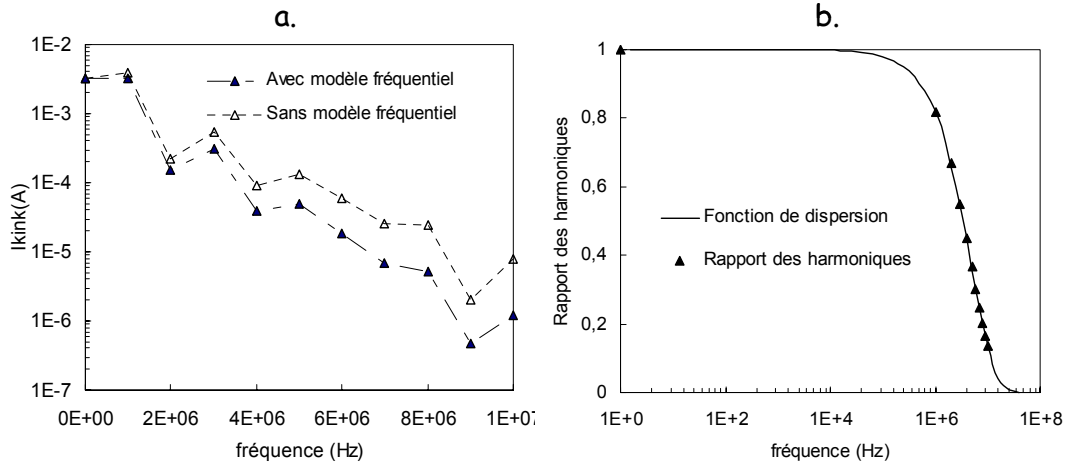 a.
1E-2
1E-3
1E-4
1E-5
1E-6
1E-7
Ikink(A)
Avec modèle fréquentiel
Sans modèle fréquentiel
0E+00 2E+06 4E+06 6E+06 8E+06 1E+07
fréquence (Hz)
b.
1
0,8
0,6
0,4
0,2
0
Rapport des harmoniques
Fonction de dispersion
Rapport des harmoniques
1E+0 1E+2 1E+4 1E+6 1E+8
fréquence (Hz)